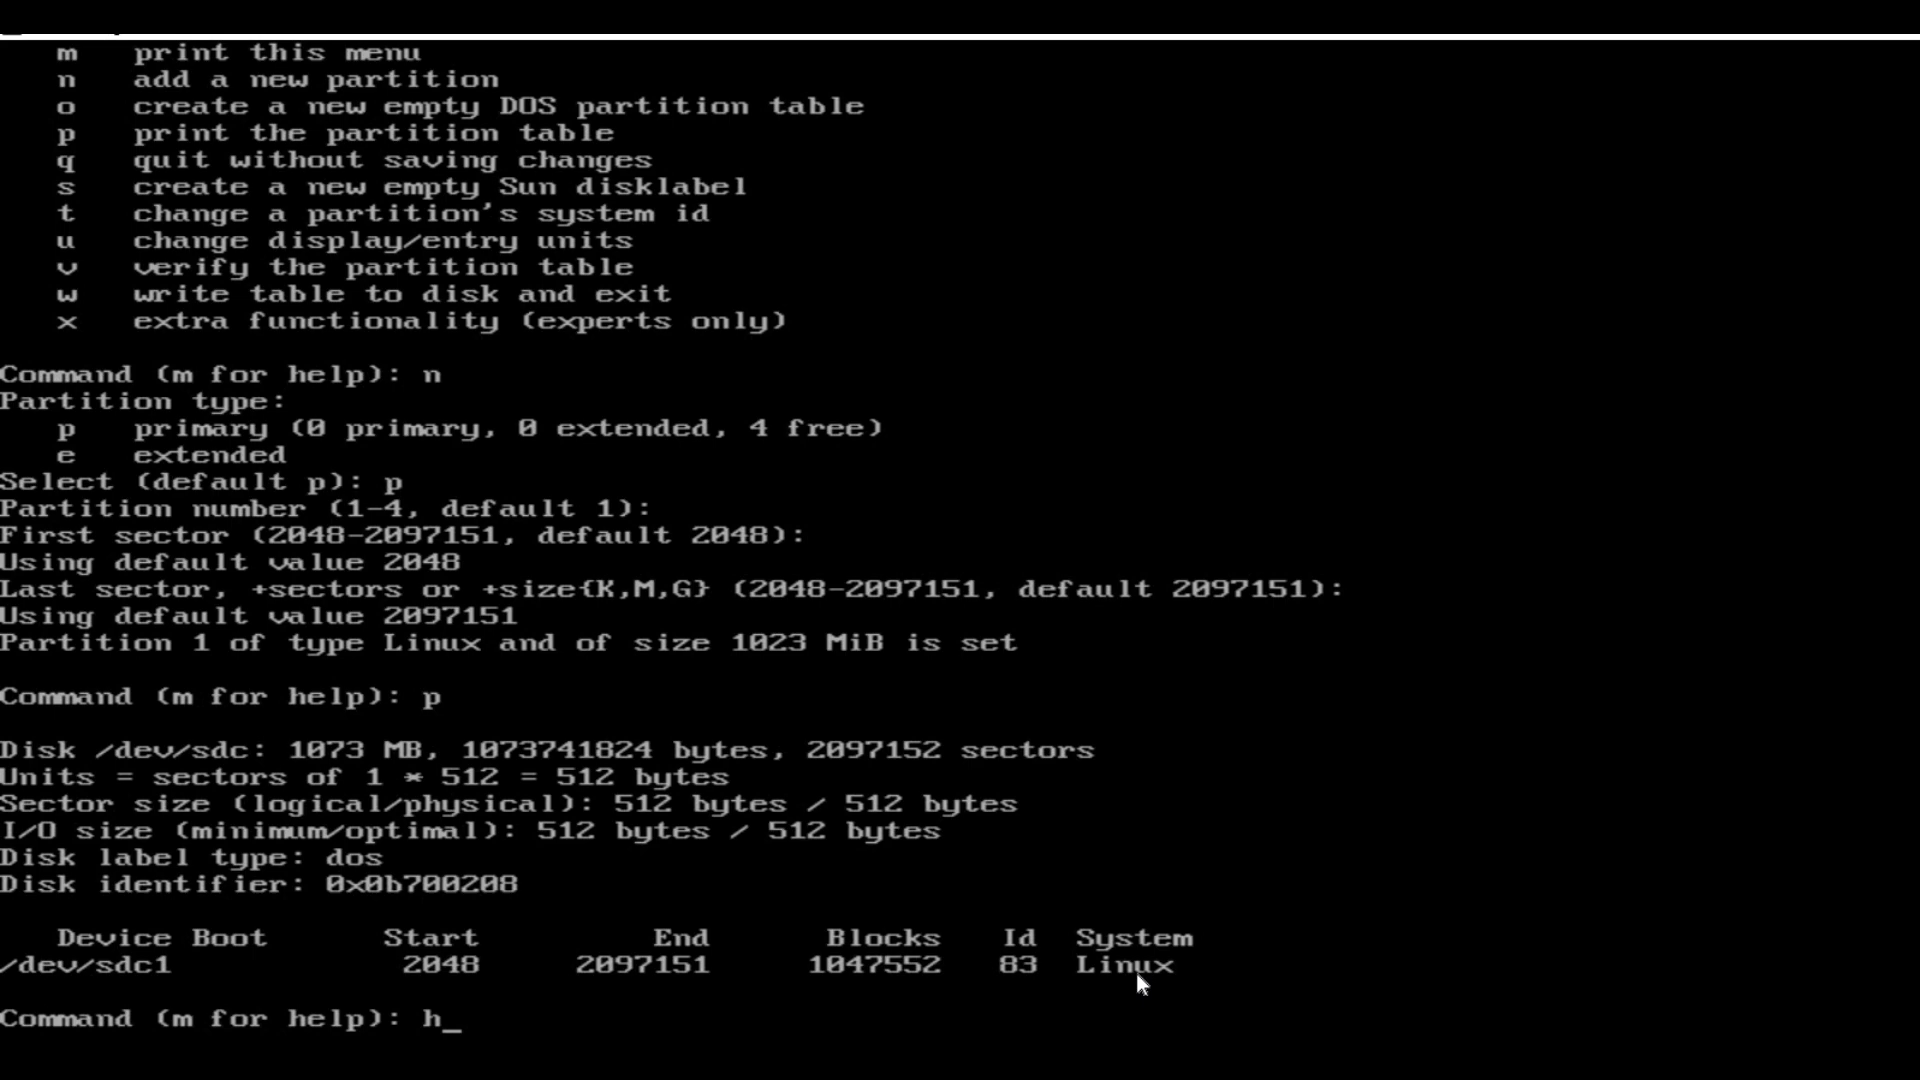 m print this menu
n add a new partition
o create a new empty DOS partition table
p print the partition table
q quit without saving changes
s create a new empty Sun disklabel
t change a partition's system id
u change display/entry units
v verify the partition table
w write table to disk and exit
x extra functionality (experts only)
Command (m for help): n
Partition type:
p primary (0 primary, 0 extended, 4 free)
e extended
Select (default p): p
Partition number (1-4, default 1):
First sector (2048-2097151, default 2048):
Using default value 2048
Last sector, +sectors or +size{K,M,G} (2048-2097151, default 2097151):
Using default value 2097151
Partition 1 of type Linux and of size 1023 MiB is set
Command (m for help): p
Disk /dev/sdc: 1073 MB, 1073741824 bytes, 2097152 sectors
Units = sectors of 1 * 512 = 512 bytes
Sector size (logical/physical): 512 bytes / 512 bytes
I/O size (minimum/optimal): 512 bytes / 512 bytes
Disk label type: dos
Disk identifier: 0x0b700208
Device Boot Start End Blocks Id System
/dev/sdc1 2048 2097151 1047552 83 Linux
Command (m for help): h_